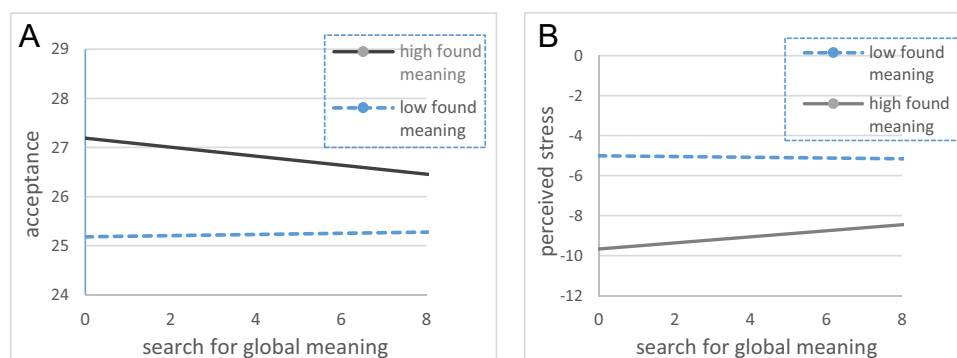 A
29
28
27
26
25
24
acceptance
0 2 4 6 8
search for global meaning
high found
meaning
low found
meaning
B
0
-2
-4
-6
-8
-10
-12
perceived stress
0 2 4 6 8
search for global meaning
low found
meaning
high found
meaning